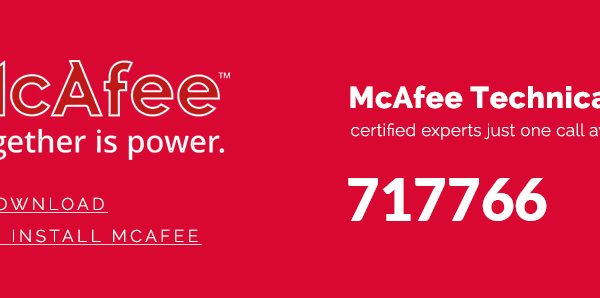 McAfee™
gether is power.
OWNLOAD
INSTALL MCAFEE
McAfee Technica
certified experts just one call a
717766